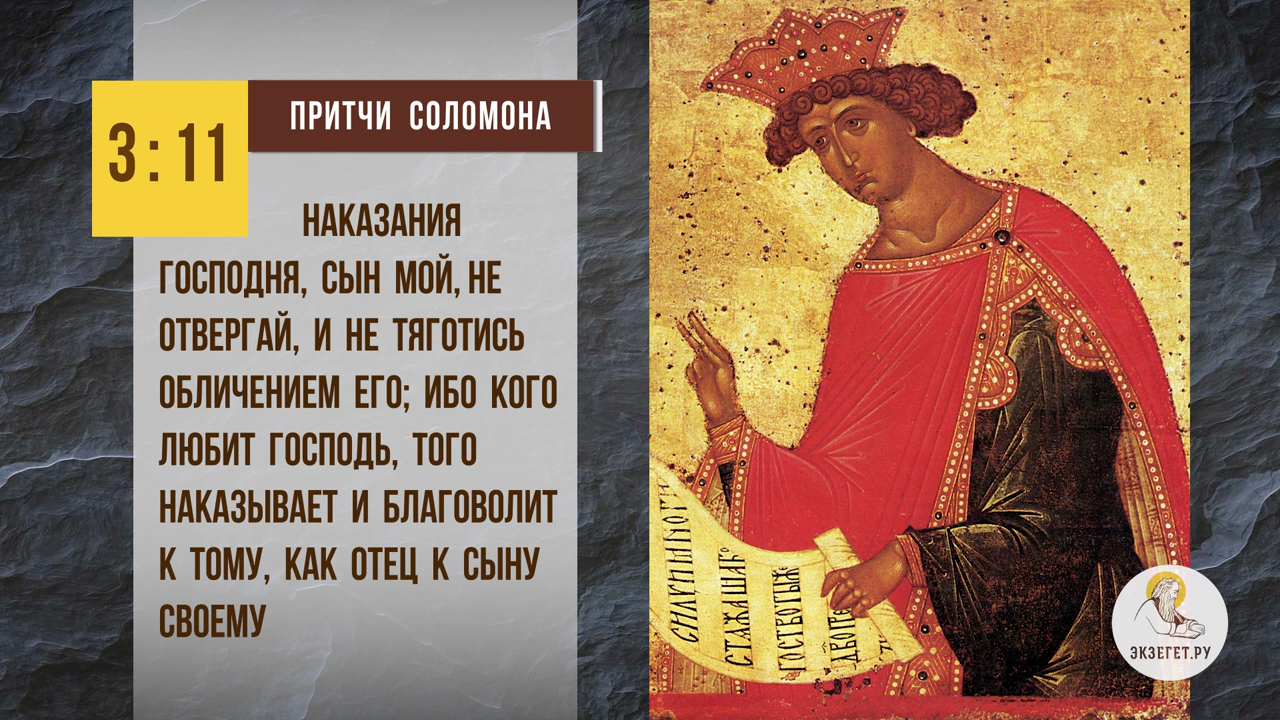 3:11
ПРИТЧИ СОЛОМОНА
НАКАЗАНИЯ
ГОСПОДНЯ, СЫН МОЙ, НЕ
ОТВЕРГАЙ, И НЕ ТЯГОТИСЬ
ОБЛИЧЕНИЕМ ЕГО; ИБО КОГО
ЛЮБИТ ГОСПОДЬ, ТОГО
НАКАЗЫВАЕТ И БЛАГОВОЛИТ
К ТОМУ, КАК ОТЕЦ К СЫНУ
СВОЕМУ
ЭКЗЕГЕТ.РУ